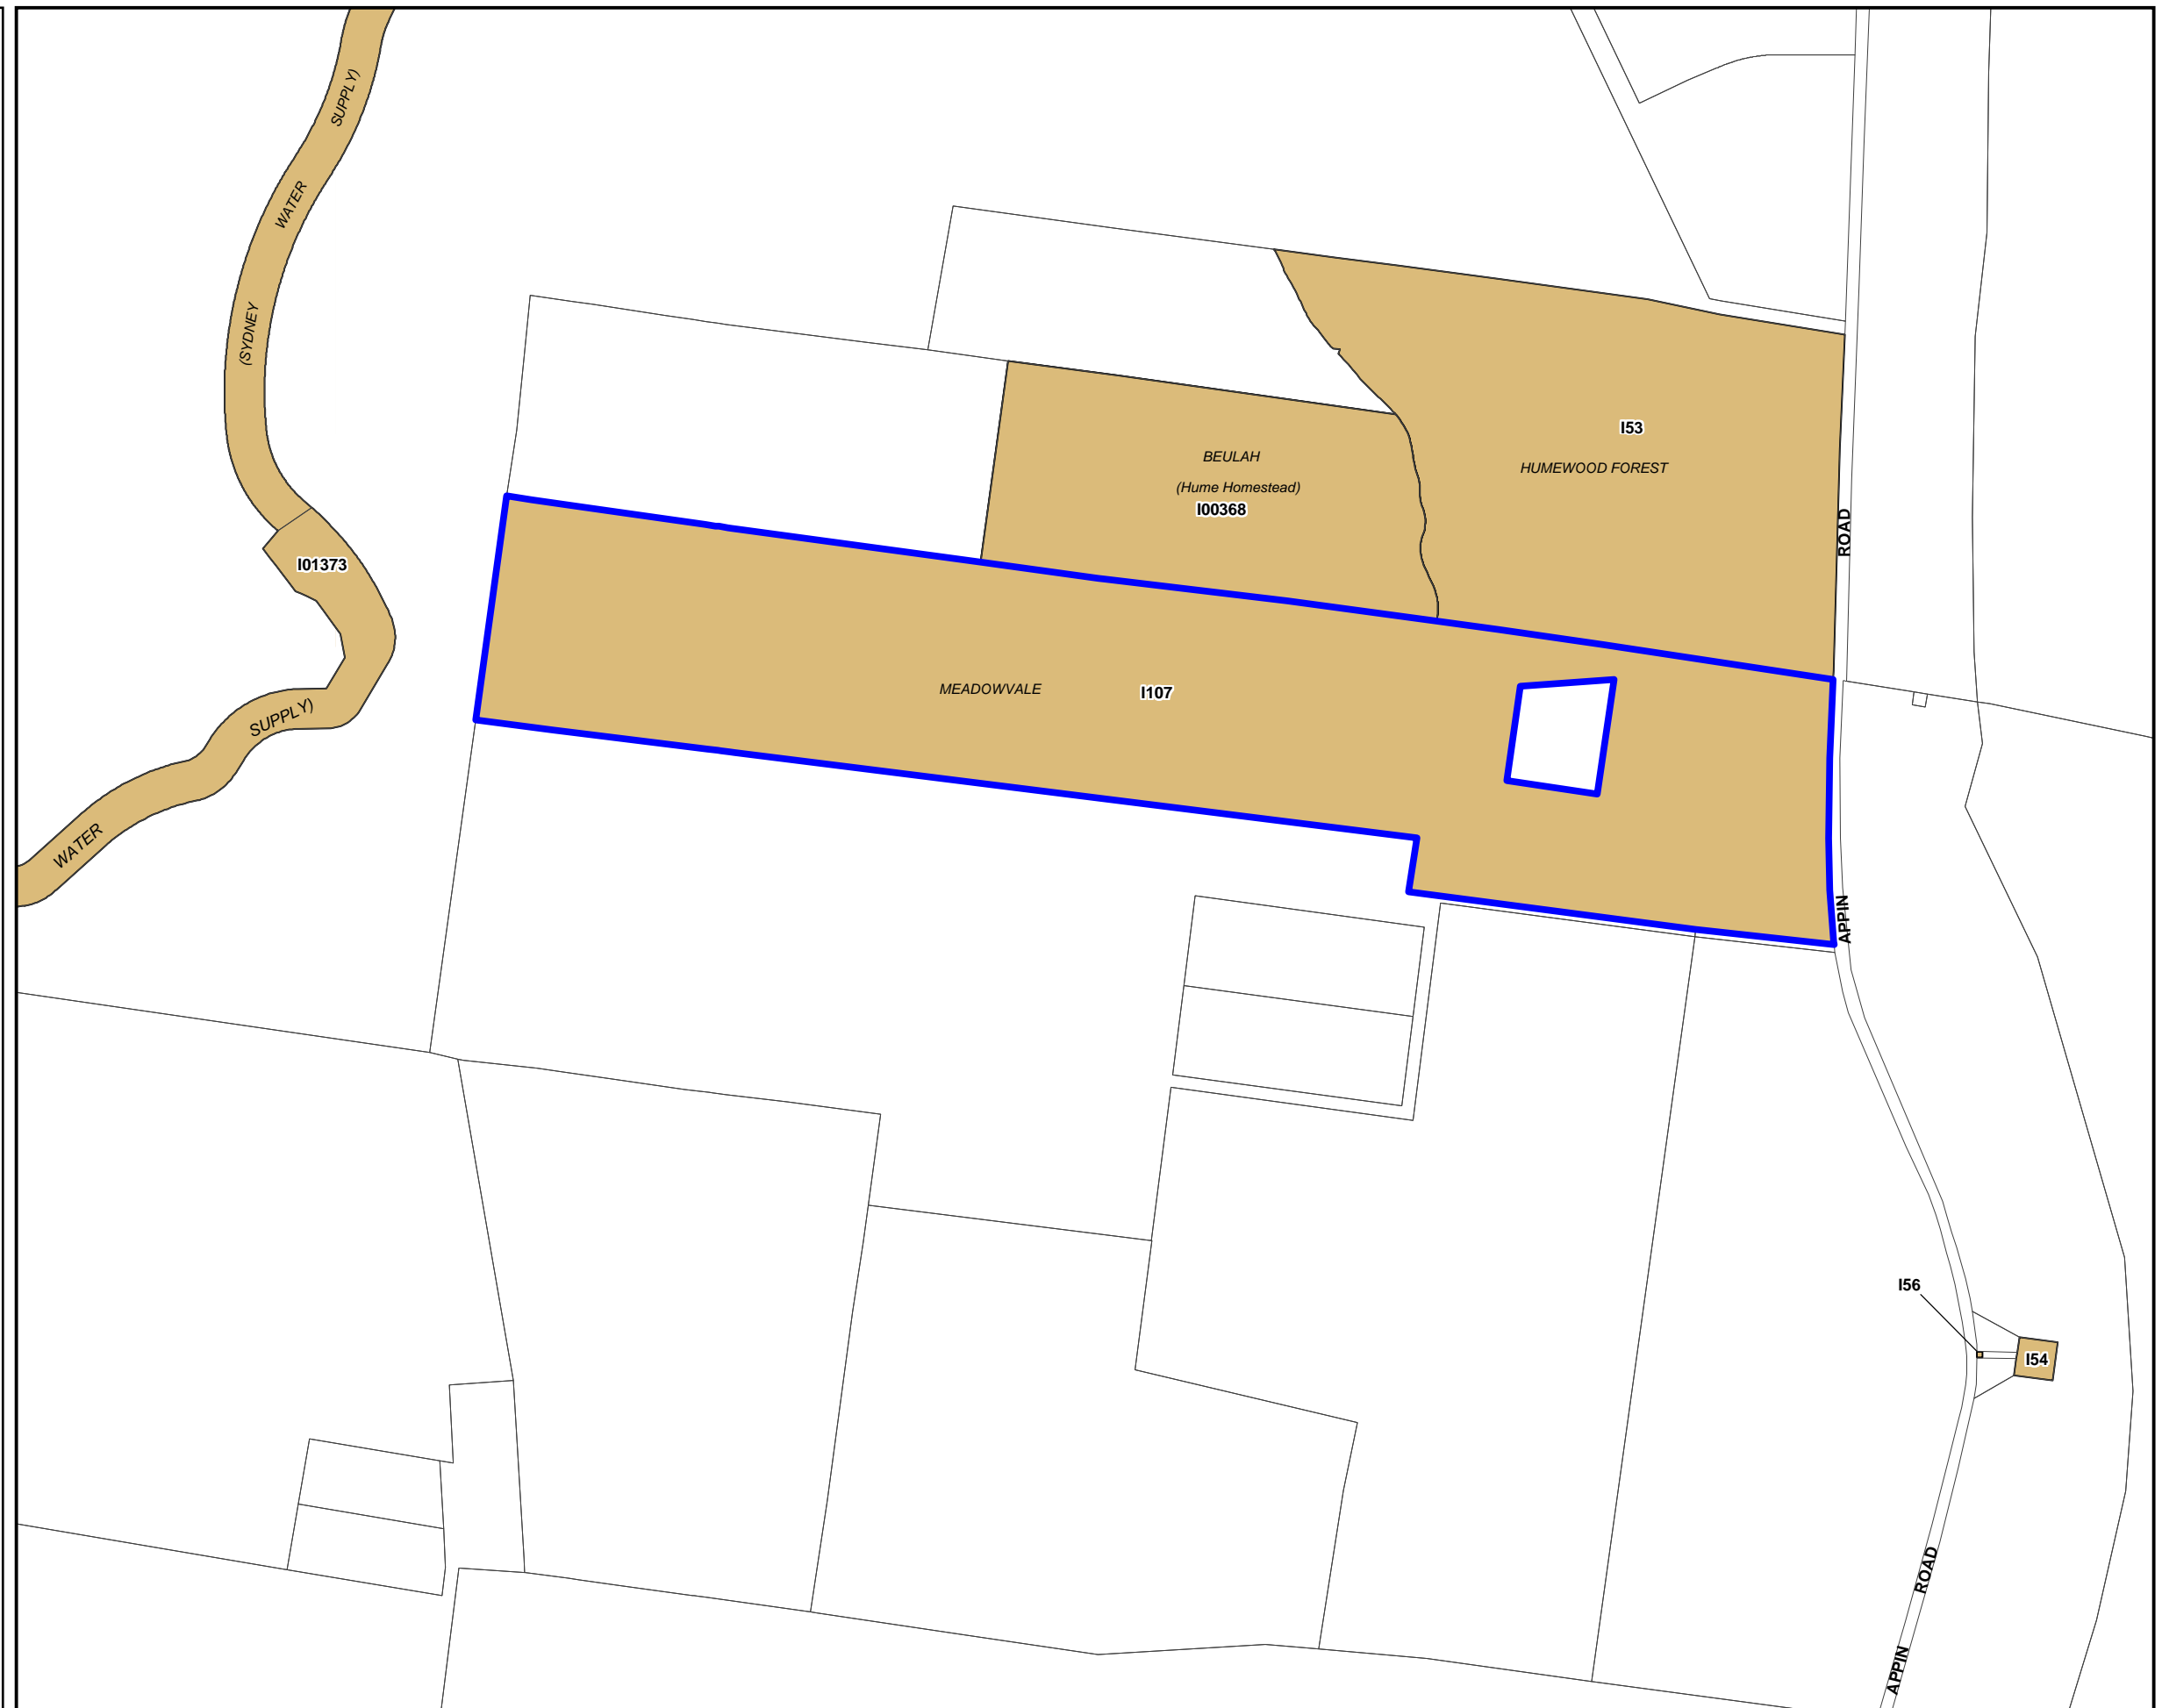 SUPPLY)
WATER
(SYDNEY
I53
BEULAH
HUMEWOOD FOREST
(Hume Homestead)
I00368
ROAD
I01373
MEADOWVALE
I107
SUPPLY)
WATER
APPIN
I56
I54
ROAD
APPIN